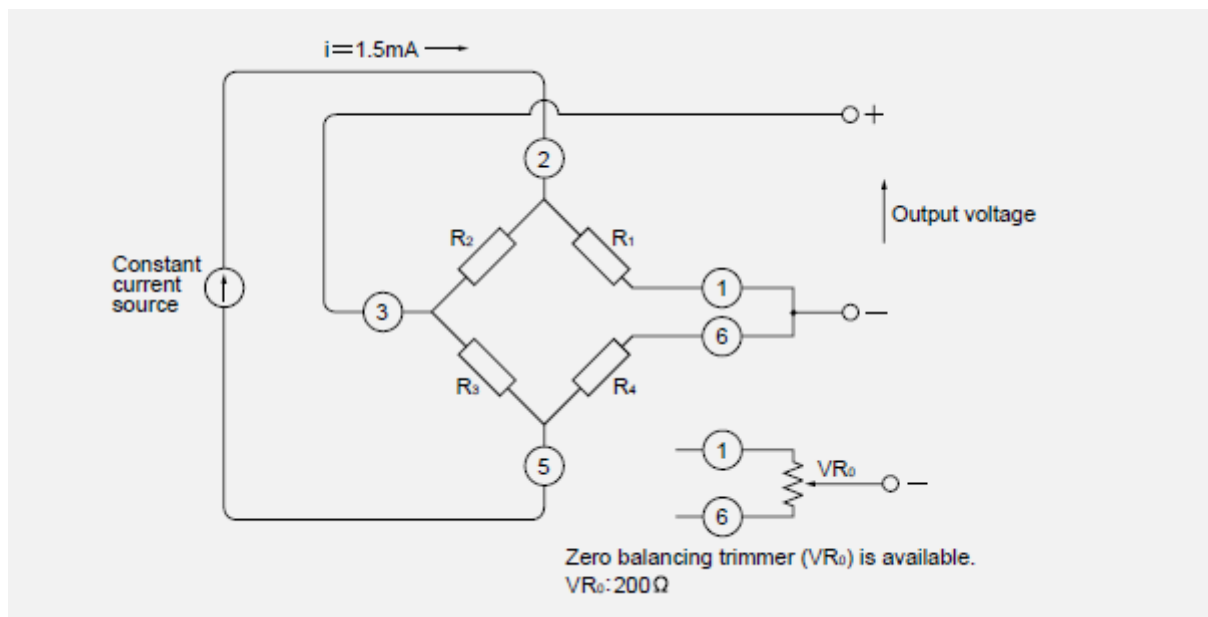 i=1.5mA
+
2
Output voltage
R₂
R₁
Constant
current
source
1
3
−
6
R₃
R₄
1
5
VR₀
−
6
Zero balancing trimmer (VR₀) is available.
VR₀:200Ω